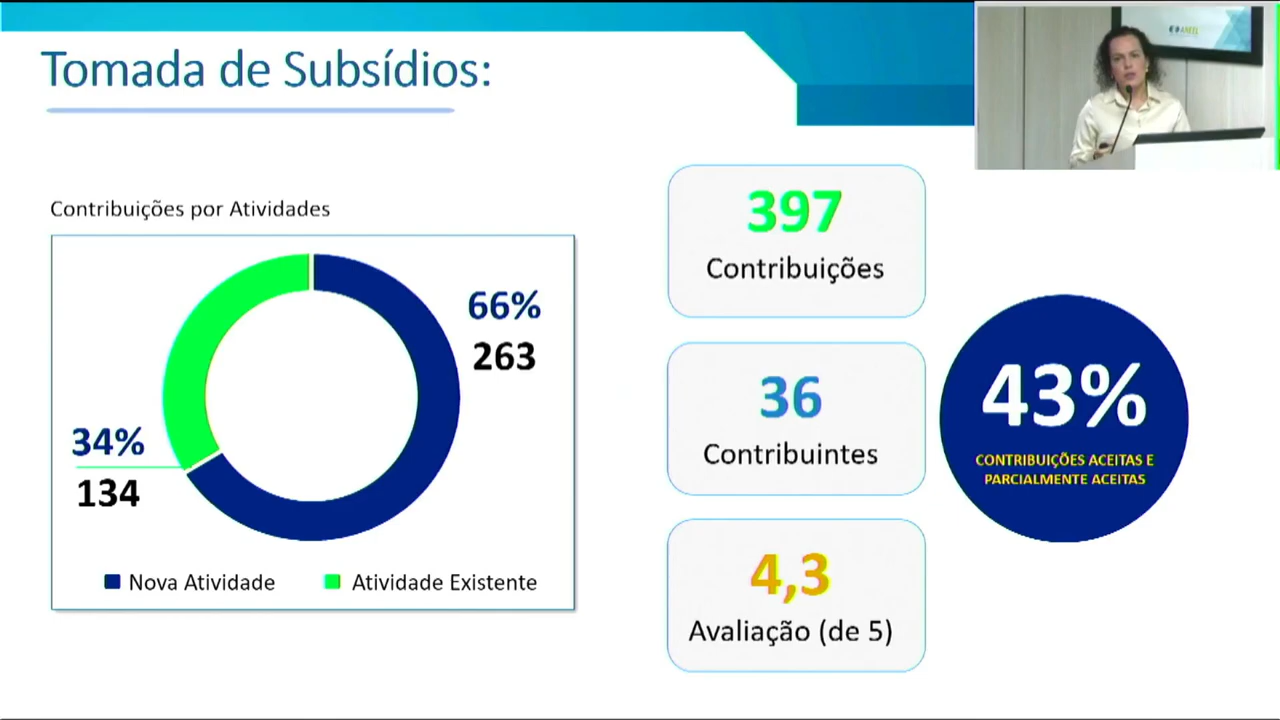 Tomada de Subsídios:
Contribuições por Atividades
66%
263
34%
134
Nova Atividade
Atividade Existente
397
Contribuições
36
Contribuintes
4,3
Avaliação (de 5)
43%
CONTRIBUIÇÕES ACEITAS E
PARCIALMENTE ACEITAS